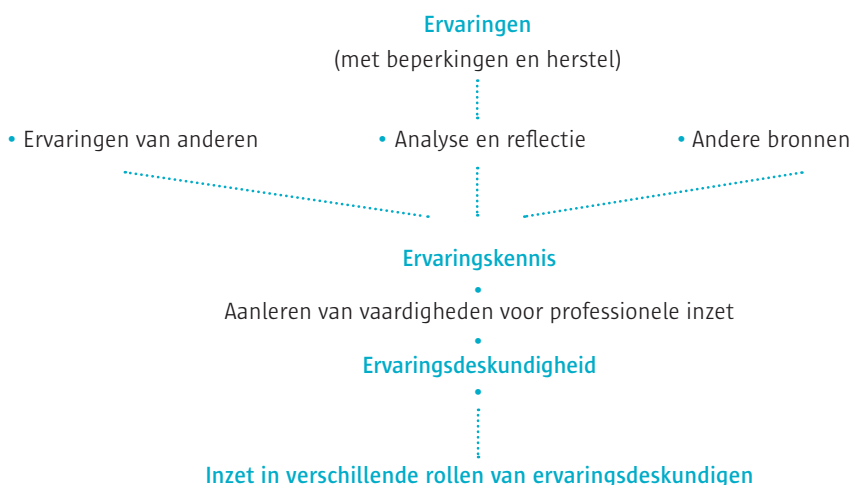 Ervaringen
(met beperkingen en herstel)
• Ervaringen van anderen • Analyse en reflectie • Andere bronnen
Ervaringskennis
Aanleren van vaardigheden voor professionele inzet
Ervaringsdeskundigheid
Inzet in verschillende rollen van ervaringsdeskundigen